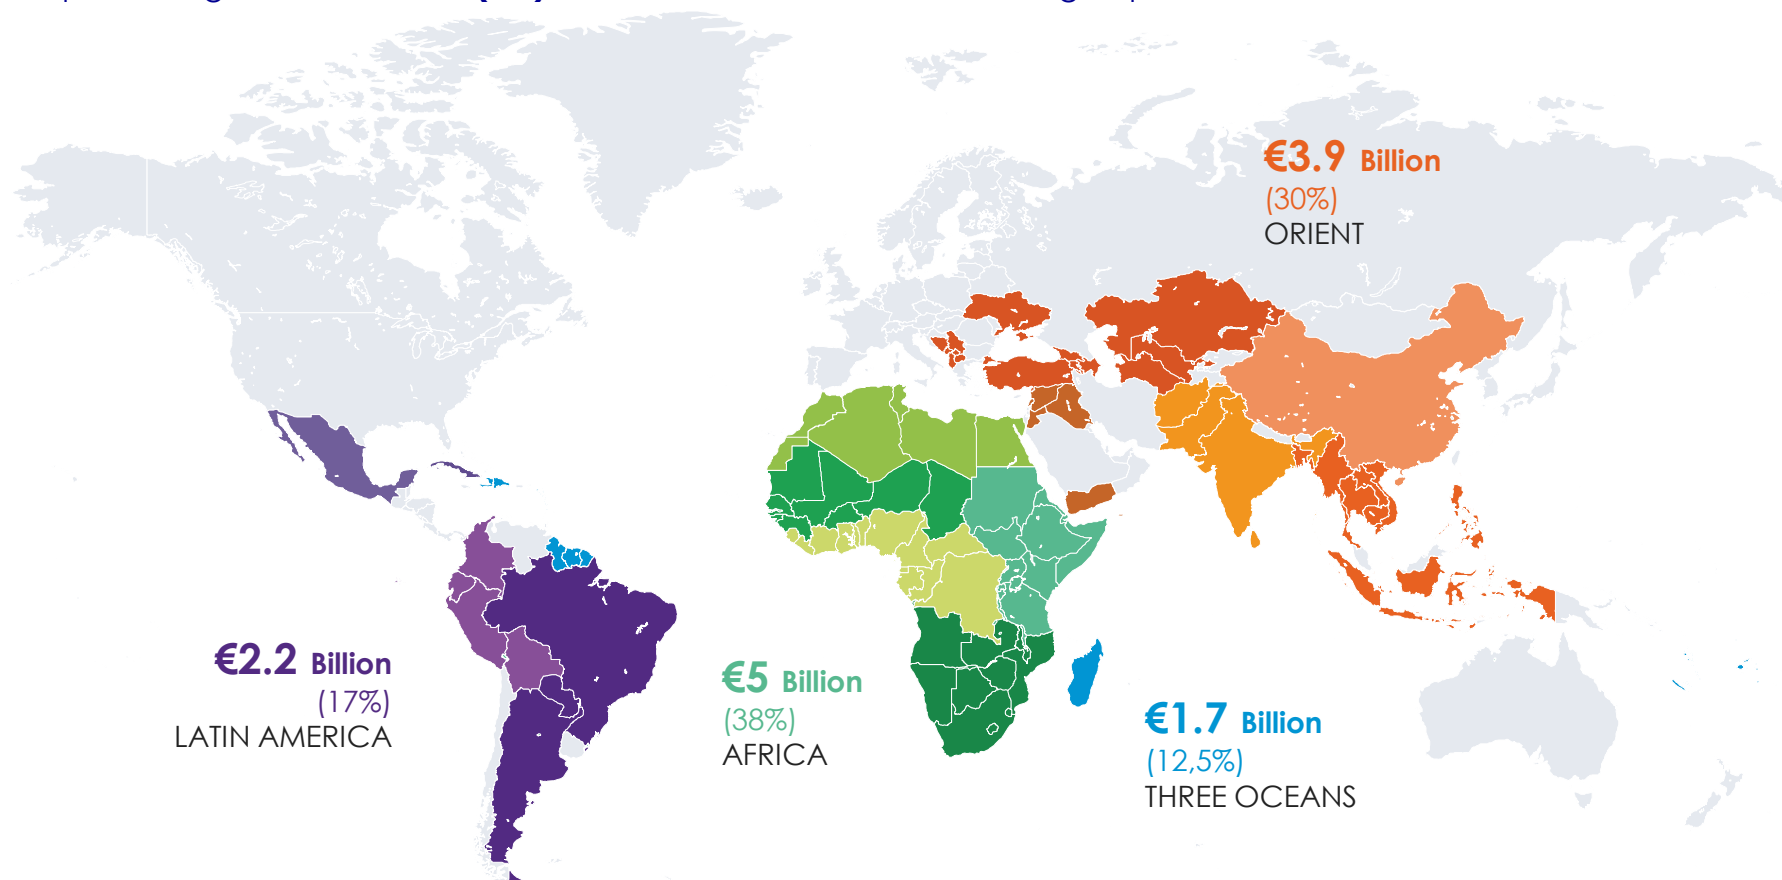 €3.9 Billion
(30%)
ORIENT
€2.2 Billion
(17%)
LATIN AMERICA
€5 Billion
(38%)
AFRICA
€1.7 Billion
(12,5%)
THREE OCEANS